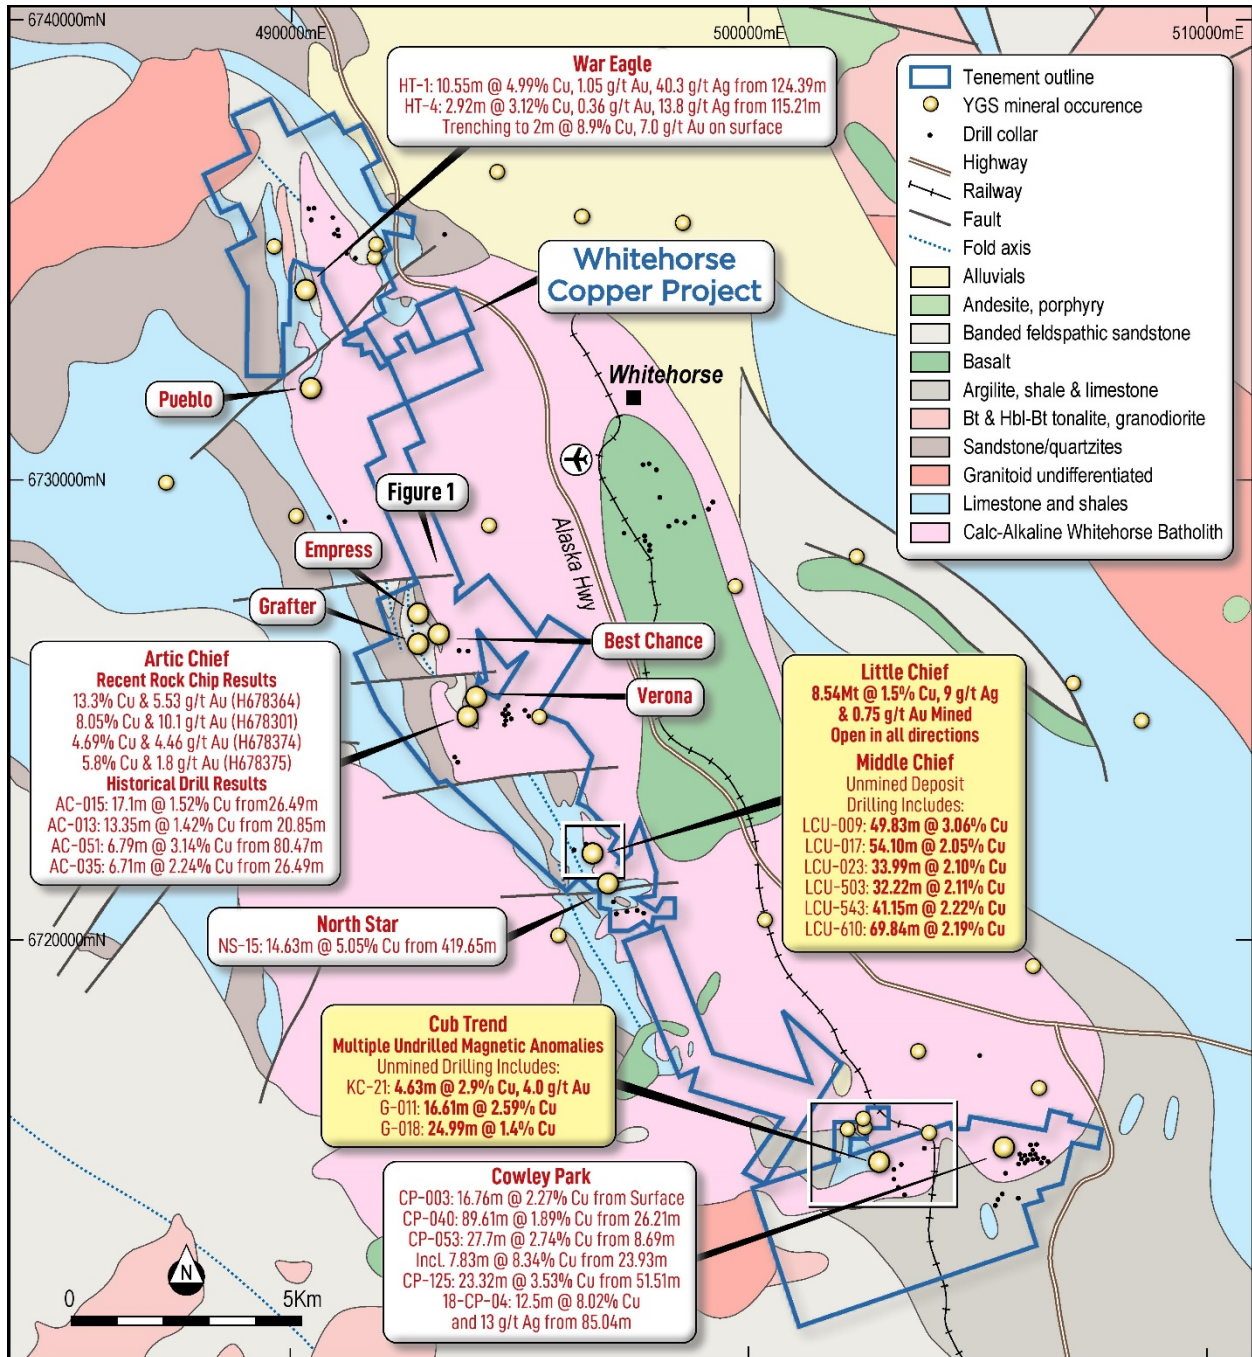 6740000mN
490000mE
500000mE
510000mE
War Eagle
HT-1: 10.55m @ 4.99% Cu, 1.05 g/t Au, 40.3 g/t Ag from 124.39m
HT-4: 2.92m @ 3.12% Cu, 0.36 g/t Au, 13.8 g/t Ag from 115.21m
Trenching to 2m @ 8.9% Cu, 7.0 g/t Au on surface
Tenement outline
YGS mineral occurence
Drill collar
Highway
Railway
Fault
Fold axis
Alluvials
Andesite, porphyry
Banded feldspathic sandstone
Basalt
Argilite, shale & limestone
Bt & Hbl-Bt tonalite, granodiorite
Sandstone/quartzites
Granitoid undifferentiated
Limestone and shales
Calc-Alkaline Whitehorse Batholith
Whitehorse
Copper Project
Whitehorse
Pueblo
6730000mN
Figure 1
Alaska Hwy
Empress
Grafter
Best Chance
Verona
Artic Chief
Recent Rock Chip Results
13.3% Cu & 5.53 g/t Au (H678364)
8.05% Cu & 10.1 g/t Au (H678301)
4.69% Cu & 4.46 g/t Au (H678374)
5.8% Cu & 1.8 g/t Au (H678375)
Historical Drill Results
AC-015: 17.1m @ 1.52% Cu from26.49m
AC-013: 13.35m @ 1.42% Cu from 20.85m
AC-051: 6.79m @ 3.14% Cu from 80.47m
AC-035: 6.71m @ 2.24% Cu from 26.49m
Little Chief
8.54Mt @ 1.5% Cu, 9 g/t Ag
& 0.75 g/t Au Mined
Open in all directions
Middle Chief
Unmined Deposit
Drilling Includes:
LCU-009: 49.83m @ 3.06% Cu
LCU-017: 54.10m @ 2.05% Cu
LCU-023: 33.99m @ 2.10% Cu
LCU-503: 32.22m @ 2.11% Cu
LCU-543: 41.15m @ 2.22% Cu
LCU-610: 69.84m @ 2.19% Cu
North Star
NS-15: 14.63m @ 5.05% Cu from 419.65m
6720000mN
Cub Trend
Multiple Undrilled Magnetic Anomalies
Unmined Drilling Includes:
KC-21: 4.63m @ 2.9% Cu, 4.0 g/t Au
G-011: 16.61m @ 2.59% Cu
G-018: 24.99m @ 1.4% Cu
Cowley Park
CP-003: 16.76m @ 2.27% Cu from Surface
CP-040: 89.61m @ 1.89% Cu from 26.21m
CP-053: 27.7m @ 2.74% Cu from 8.69m
Incl. 7.83m @ 8.34% Cu from 23.93m
CP-125: 23.32m @ 3.53% Cu from 51.51m
18-CP-04: 12.5m @ 8.02% Cu
and 13 g/t Ag from 85.04m
N
0
5Km